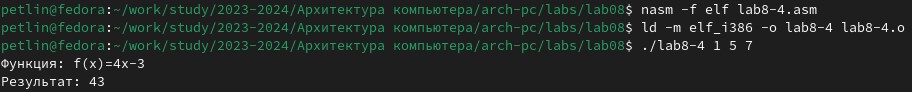 petlin@fedora:~/work/study/2023-2024/Архитектура компьютера/arch-pc/labs/lab08$ nasm -f elf lab8-4.asm
petlin@fedora:~/work/study/2023-2024/Архитектура компьютера/arch-pc/labs/lab08$ ld -m elf_i386 -o lab8-4 lab8-4.o
petlin@fedora:~/work/study/2023-2024/Архитектура компьютера/arch-pc/labs/lab08$ ./lab8-4 1 5 7
Функция: f(x)=4x-3
Результат: 43